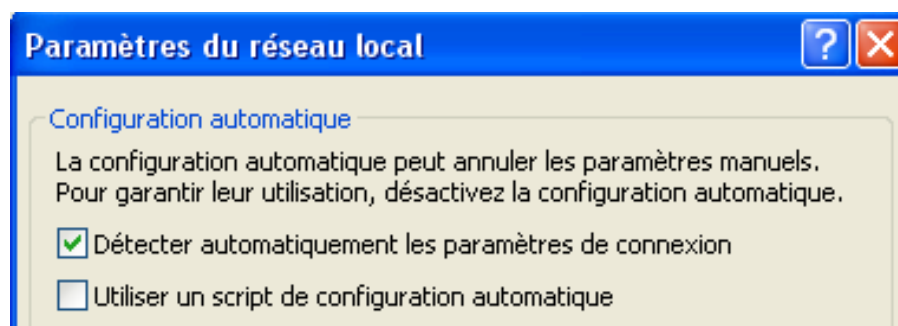 Paramètres du réseau local
Configuration automatique
La configuration automatique peut annuler les paramètres manuels.
Pour garantir leur utilisation, désactivez la configuration automatique.
Détecter automatiquement les paramètres de connexion
Utiliser un script de configuration automatique